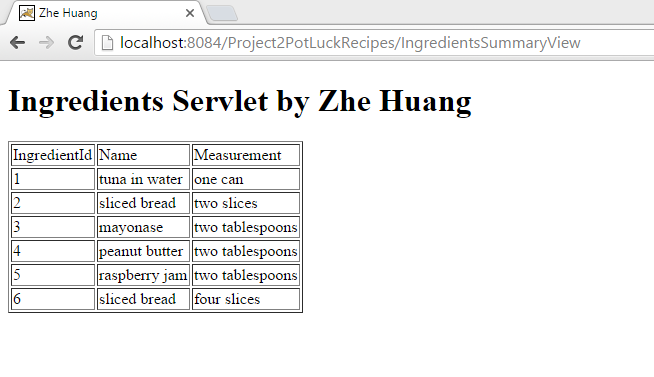 Zhe Huang
localhost:8084/Project2PotLuckRecipes/IngredientsSummaryView
Ingredients Servlet by Zhe Huang
IngredientId Name Measurement
1 tuna in water one can
2 sliced bread two slices
3 mayonase two tablespoons
4 peanut butter two tablespoons
5 raspberry jam two tablespoons
6 sliced bread four slices